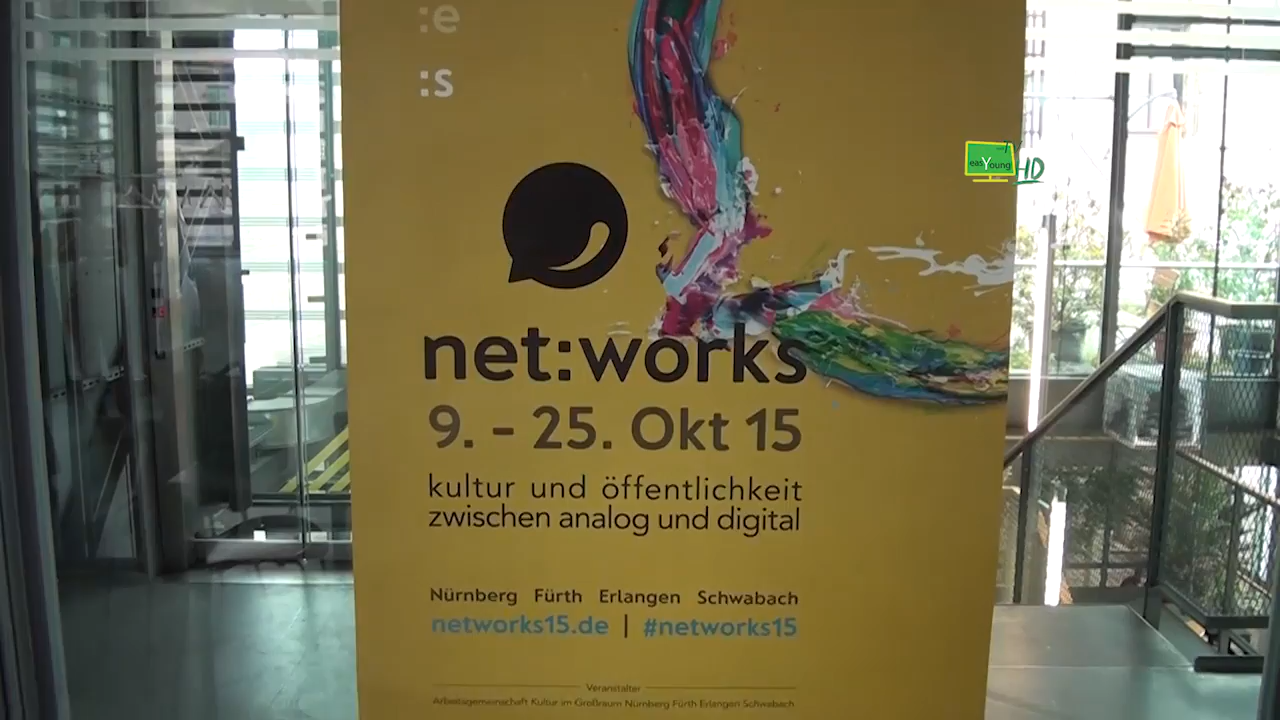 :e
:s
easYoung
HD
net:works
9. - 25. Okt 15
kultur und öffentlichkeit
zwischen analog und digital
Nürnberg Fürth Erlangen Schwabach
networks15.de | #networks15
Veranstalter
Arbeitsgemeinschaft Kultur im Großraum Nürnberg Fürth Erlangen Schwabach